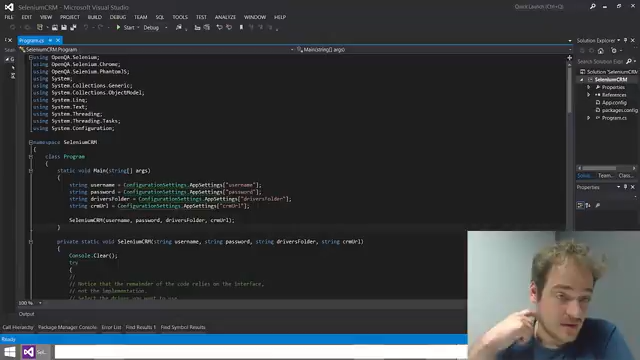 SeleniumCRM - Microsoft Visual Studio
Quick Launch (Ctrl+Q)
FILE EDIT VIEW PROJECT BUILD DEBUG TEAM SQL TOOLS TEST ANALYZE WINDOW HELP
Start Debug
Program.cs
Solution Explorer
SeleniumCRM.Program
Main(string[] args)
using OpenQA.Selenium;
using OpenQA.Selenium.Chrome;
using OpenQA.Selenium.PhantomJS;
using System;
using System.Collections.Generic;
using System.Collections.ObjectModel;
using System.Linq;
using System.Text;
using System.Threading;
using System.Threading.Tasks;
using System.Configuration;
namespace SeleniumCRM
{
class Program
{
static void Main(string[] args)
{
string username = ConfigurationSettings.AppSettings["username"];
string password = ConfigurationSettings.AppSettings["password"];
string driversFolder = ConfigurationSettings.AppSettings["driversFolder"];
string crmUrl = ConfigurationSettings.AppSettings["crmUrl"];
SeleniumCRM(username, password, driversFolder, crmUrl);
}
private static void SeleniumCRM(string username, string password, string driversFolder, string crmUrl)
{
Console.Clear();
try
{
//
// Notice that the remainder of the code relies on the interface,
// not the implementation.
// Select the driver you want to use
Solution 'SeleniumCRM'
SeleniumCRM
Properties
References
App.config
packages.config
Program.cs
Properties
100 %
Output
Call Hierarchy Package Manager Console Error List Find Results 1 Find Symbol Results
Ready